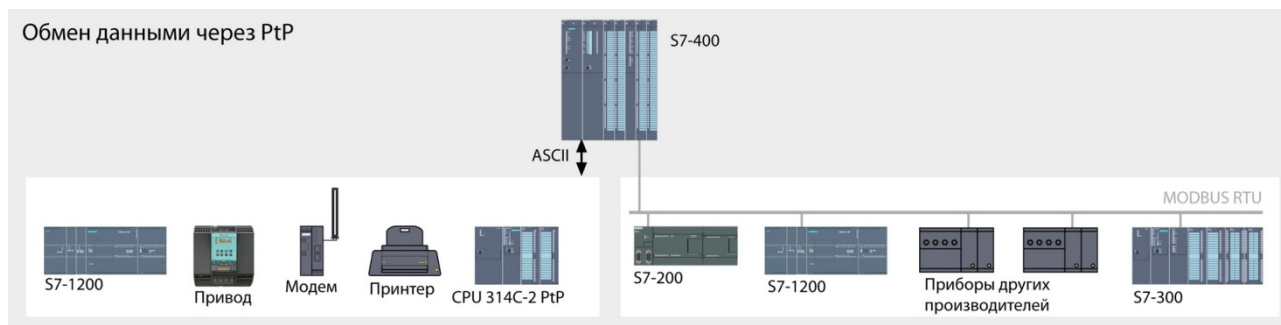 Обмен данными через PtP
S7-400
ASCII
MODBUS RTU
S7-1200
Привод
Модем
Принтер
CPU 314C-2 PtP
S7-200
S7-1200
Приборы других
производителей
S7-300